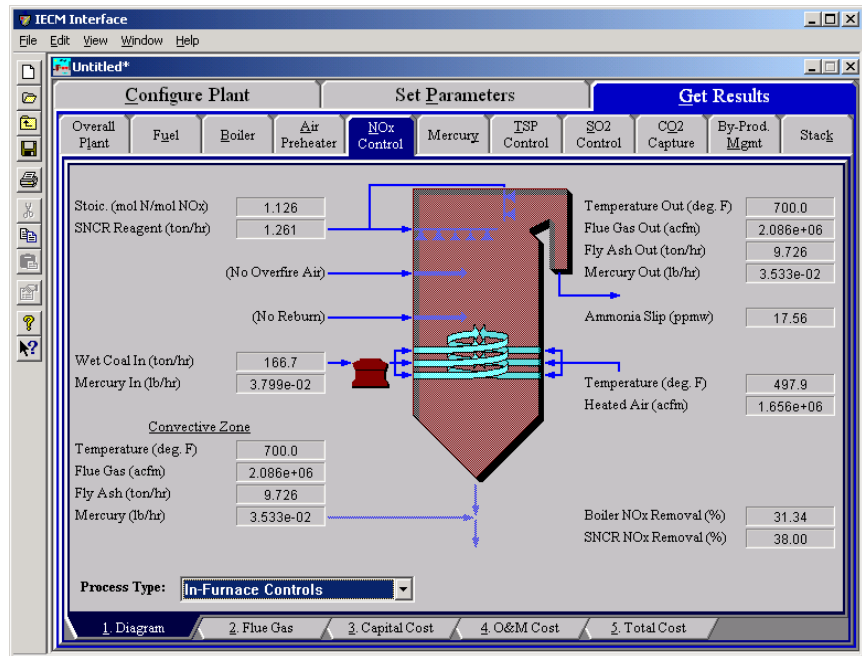 IECM Interface
File Edit View Window Help
Untitled*
Configure Plant Set Parameters Get Results
Overall Plant Fuel Boiler Air Preheater NOx Control Mercury TSP Control SO2 Control CO2 Capture By-Prod. Mgmt Stack
Stoic. (mol N/mol NOx) 1.126
SNCR Reagent (ton/hr) 1.261
(No Overfire Air)
(No Reburn)
Wet Coal In (ton/hr) 166.7
Mercury In (lb/hr) 3.799e-02
Convective Zone
Temperature (deg. F) 700.0
Flue Gas (acfm) 2.086e+06
Fly Ash (ton/hr) 9.726
Mercury (lb/hr) 3.533e-02
Temperature Out (deg. F) 700.0
Flue Gas Out (acfm) 2.086e+06
Fly Ash Out (ton/hr) 9.726
Mercury Out (lb/hr) 3.533e-02
Ammonia Slip (ppmw) 17.56
Temperature (deg. F) 497.9
Heated Air (acfm) 1.656e+06
Boiler NOx Removal (%) 31.34
SNCR NOx Removal (%) 38.00
Process Type: In-Furnace Controls
1. Diagram 2. Flue Gas 3. Capital Cost 4. O&M Cost 5. Total Cost